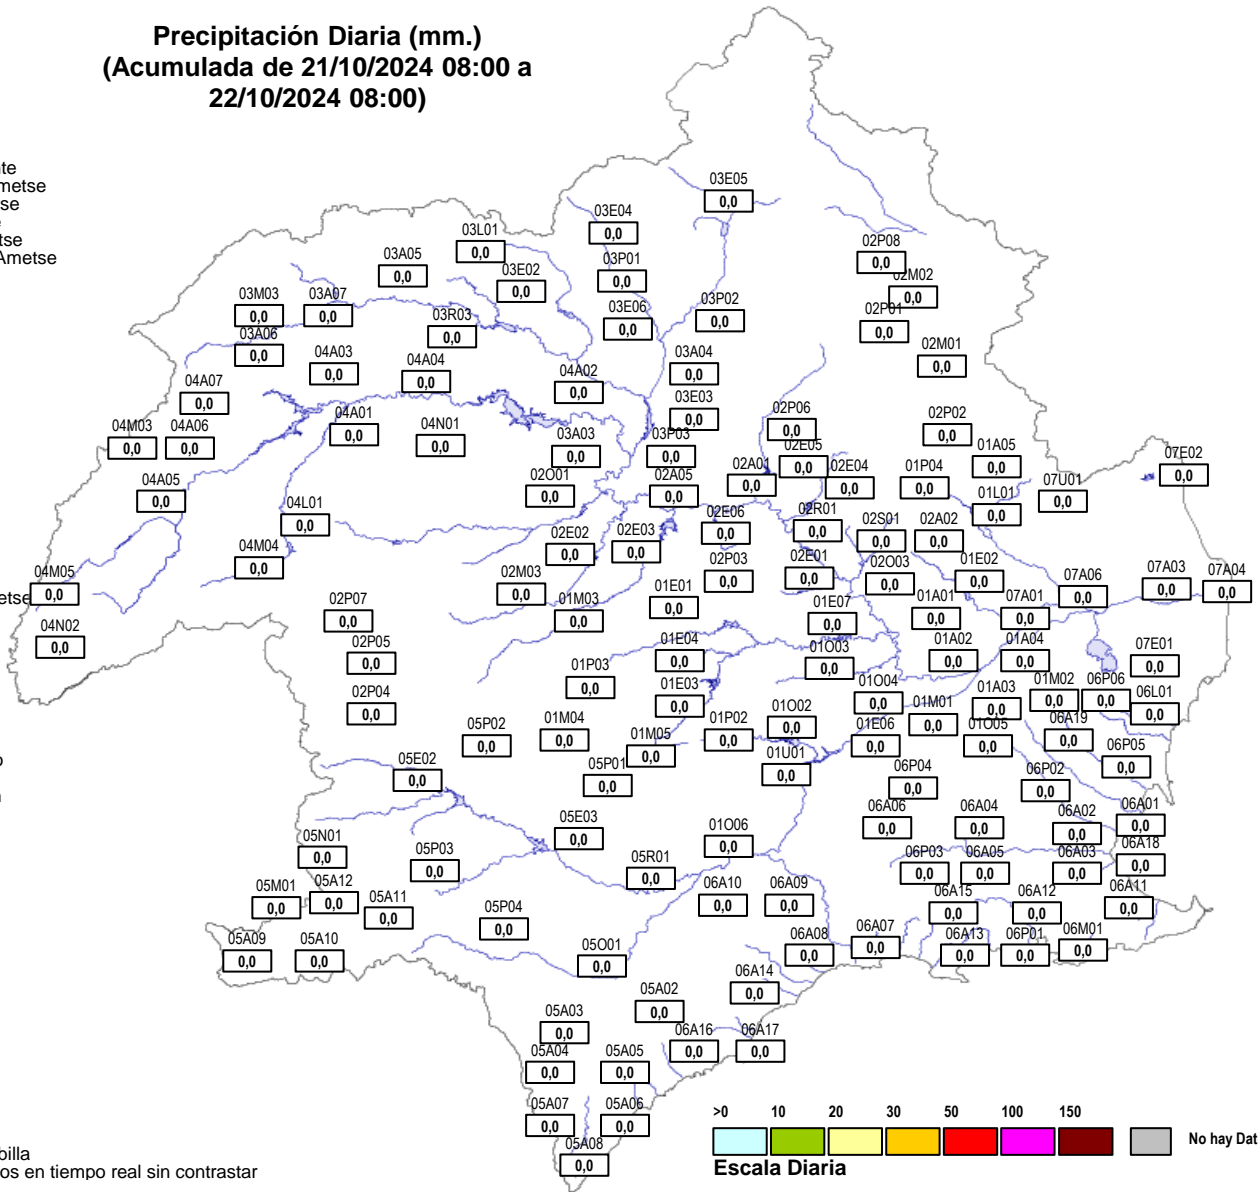 Precipitación Diaria (mm.)
(Acumulada de 21/10/2024 08:00 a
22/10/2024 08:00)
Ametse
03E05
0,0
03E04
0,0
03L01
0,0
02P08
0,0
03A05
0,0
03P01
0,0
03E02
0,0
02M02
0,0
03M03
0,0
03A07
0,0
03P02
0,0
03E06
0,0
02P01
0,0
03R03
0,0
03A06
0,0
04A03
0,0
04A04
0,0
03A04
0,0
02M01
0,0
04A02
0,0
04A07
0,0
03E03
0,0
04A01
0,0
02P06
0,0
02P02
0,0
04M03
0,0
04A06
0,0
04N01
0,0
03A03
0,0
03P03
0,0
02E05
0,0
01A05
0,0
07E02
0,0
02A01
0,0
02E04
0,0
01P04
0,0
04A05
0,0
02O01
0,0
02A05
0,0
07U01
0,0
01L01
0,0
04L01
0,0
02E06
0,0
02R01
0,0
02S01
0,0
02A02
0,0
02E02
0,0
02E03
0,0
04M04
0,0
02P03
0,0
02E01
0,0
02O03
0,0
01E02
0,0
04M05
0,0
02M03
0,0
07A06
0,0
07A03
0,0
07A04
0,0
01E01
0,0
01M03
0,0
02P07
0,0
01E07
0,0
01A01
0,0
07A01
0,0
04N02
0,0
02P05
0,0
01E04
0,0
01O03
0,0
01A02
0,0
01A04
0,0
07E01
0,0
01P03
0,0
02P04
0,0
01E03
0,0
01O04
0,0
01A03
0,0
01M02
0,0
06P06
0,0
06L01
0,0
01M01
0,0
05P02
0,0
01M04
0,0
01P02
0,0
01O02
0,0
01E06
0,0
01O05
0,0
06A19
0,0
01M05
0,0
01U01
0,0
06P05
0,0
05E02
0,0
05P01
0,0
06P04
0,0
06P02
0,0
06A06
0,0
06A04
0,0
06A02
0,0
06A01
0,0
05E03
0,0
01O06
0,0
05N01
0,0
05P03
0,0
05R01
0,0
06P03
0,0
06A05
0,0
06A03
0,0
06A18
0,0
05M01
0,0
05A12
0,0
05A11
0,0
06A10
0,0
06A09
0,0
06A15
0,0
06A12
0,0
06A11
0,0
05P04
0,0
05A09
0,0
05A10
0,0
05O01
0,0
06A08
0,0
06A07
0,0
06A13
0,0
06P01
0,0
06M01
0,0
06A14
0,0
05A02
0,0
05A03
0,0
06A16
0,0
06A17
0,0
05A04
0,0
05A05
0,0
05A07
0,0
05A06
0,0
05A08
0,0
>0 10 20 30 50 100 150
No hay Dat
Escala Diaria
billa
os en tiempo real sin contrastar